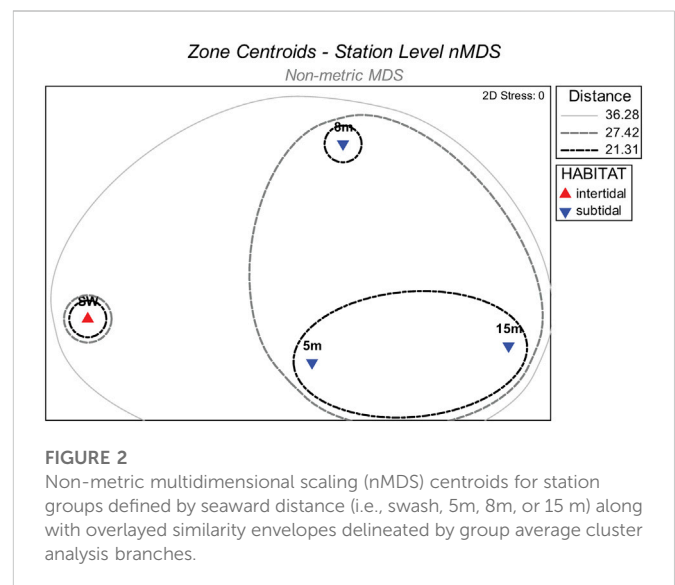 Zone Centroids - Station Level nMDS
Non-metric MDS
2D Stress: 0
Distance
36.28
27.42
21.31
HABITAT
intertidal
subtidal
8m
SW
5m
15m
FIGURE 2
Non-metric multidimensional scaling (nMDS) centroids for station
groups defined by seaward distance (i.e., swash, 5m, 8m, or 15 m) along
with overlayed similarity envelopes delineated by group average cluster
analysis branches.